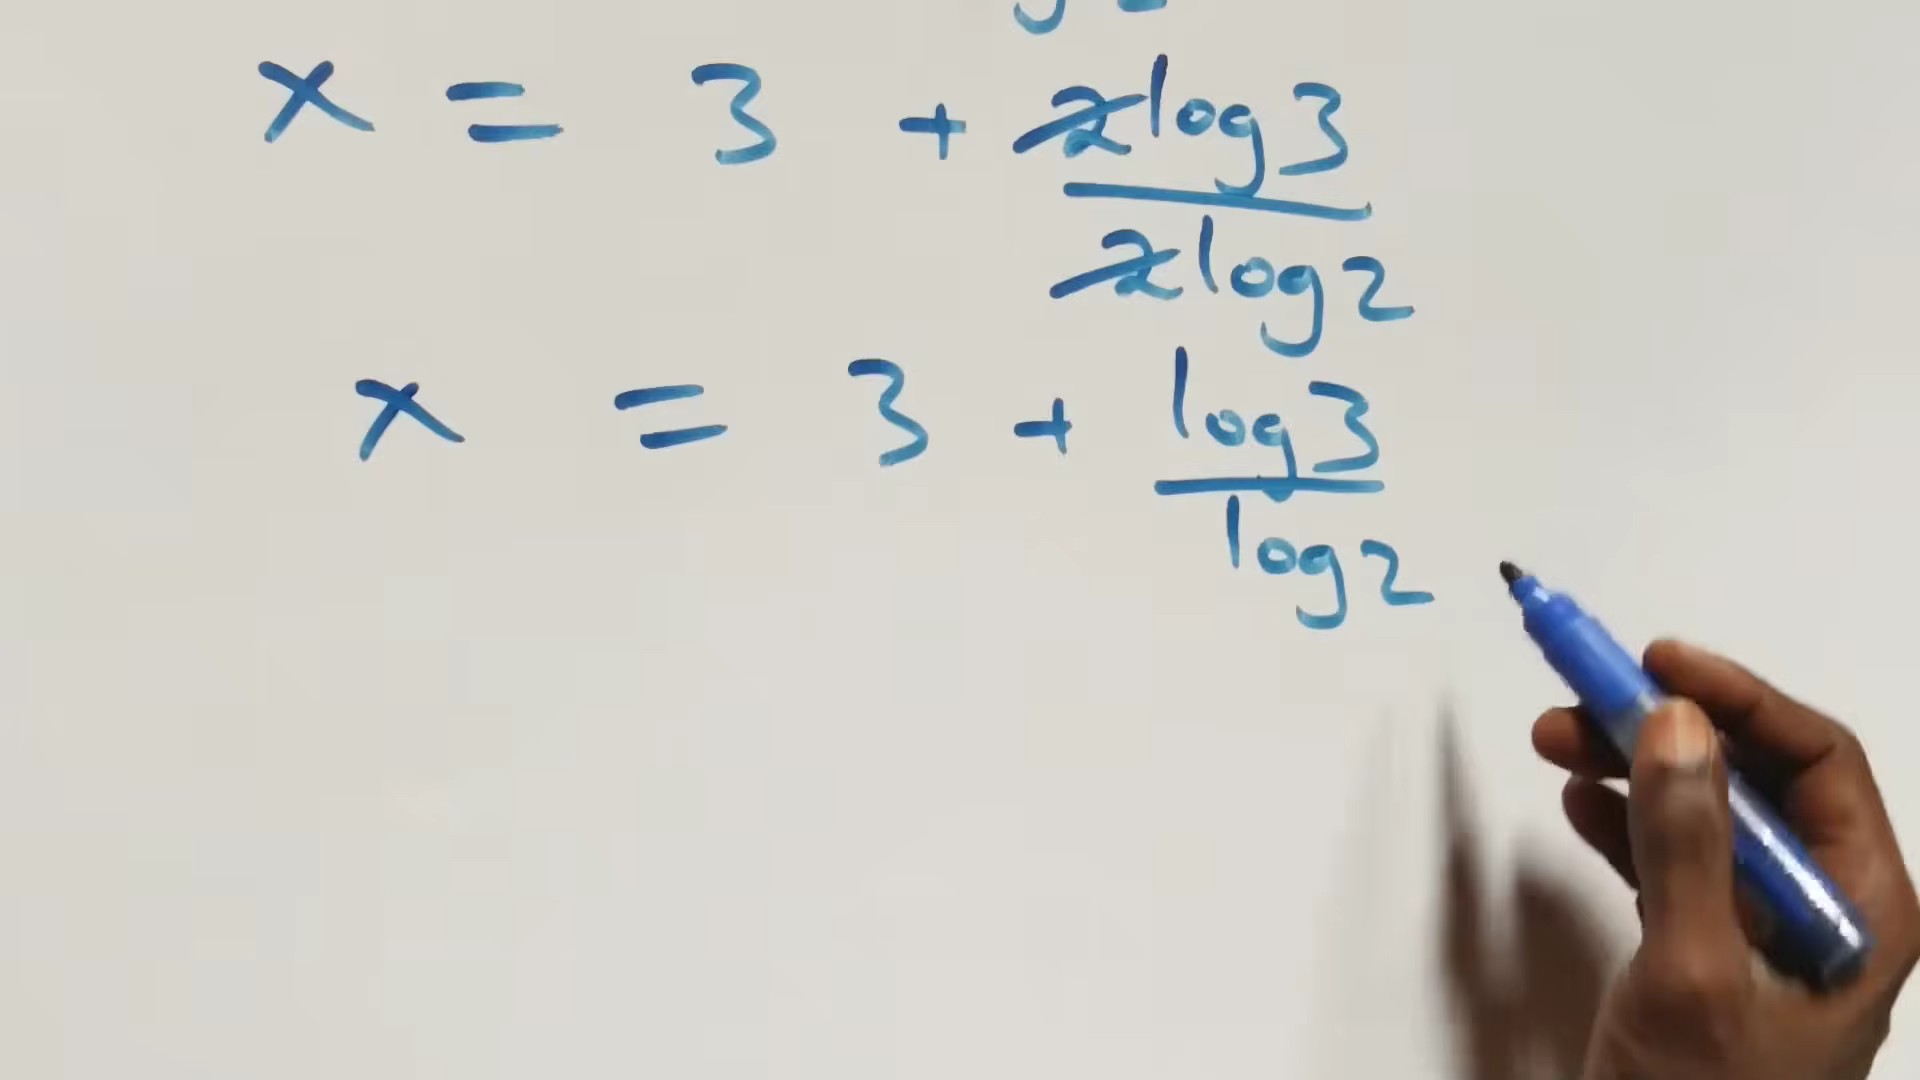 x = 3 + 2log3
2log2
x = 3 + log3
log2